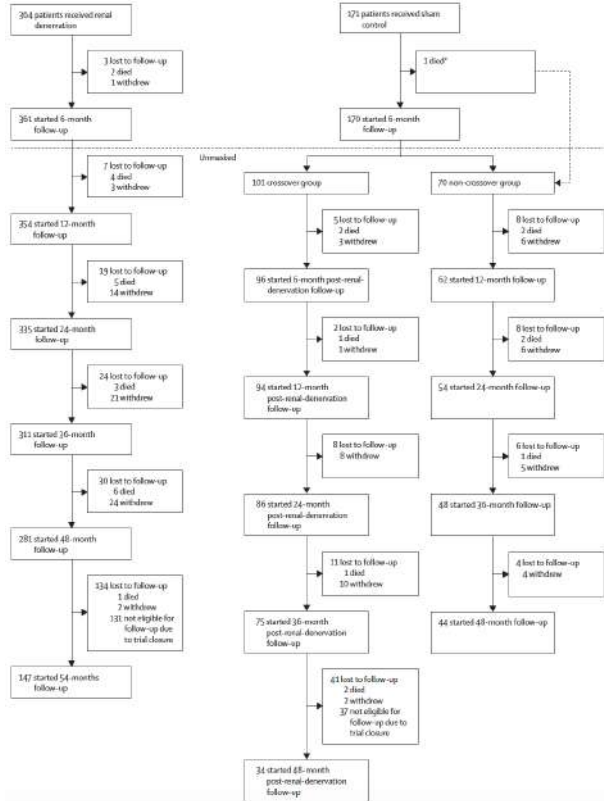 364 patients received renal
denervation
3 lost to follow-up
2 died
1 withdrew
361 started 6-month
follow-up
171 patients received sham
control
1 died*
170 started 6-month
follow-up
Unmasked
7 lost to follow-up
4 died
3 withdrew
354 started 12-month
follow-up
19 lost to follow-up
5 died
14 withdrew
335 started 24-month
follow-up
24 lost to follow-up
3 died
21 withdrew
311 started 36-month
follow-up
30 lost to follow-up
6 died
24 withdrew
281 started 48-month
follow-up
134 lost to follow-up
1 died
2 withdrew
131 not eligible for
follow-up due
to trial closure
147 started 54-months
follow-up
101 crossover group
5 lost to follow-up
2 died
3 withdrew
96 started 6-month post-renal-
denervation follow-up
2 lost to follow-up
1 died
1 withdrew
94 started 12-month
post-renal-denervation
follow-up
8 lost to follow-up
8 withdrew
86 started 24-month
post-renal-denervation
follow-up
11 lost to follow-up
1 died
10 withdrew
75 started 36-month
post-renal-denervation
follow-up
41 lost to follow-up
2 died
2 withdrew
37 not eligible for
follow-up due to
trial closure
34 started 48-month
post-renal-denervation
follow-up
70 non-crossover group
8 lost to follow-up
2 died
6 withdrew
62 started 12-month follow-up
8 lost to follow-up
2 died
6 withdrew
54 started 24-month follow-up
6 lost to follow-up
1 died
5 withdrew
48 started 36-month follow-up
4 lost to follow-up
4 withdrew
44 started 48-month follow-up